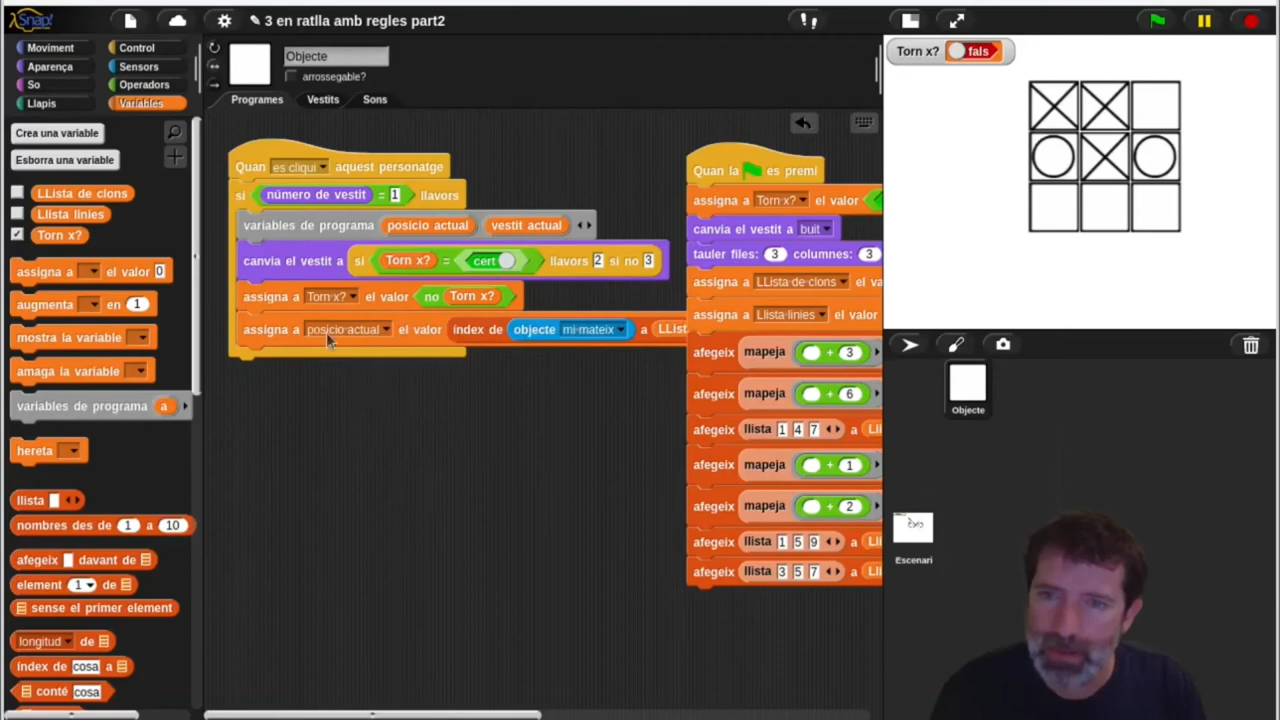 Snap!
3 en ratlla amb regles part2
Moviment
Control
Aparença
Sensors
So
Operadors
Llapis
Variables
Objecte
arrossegable?
Programes
Vestits
Sons
Crea una variable
Esborra una variable
LLista de clons
Llista linies
Torn x?
assigna a el valor 0
augmenta en 1
mostra la variable
amaga la variable
variables de programa a
hereta
llista
nombres des de 1 a 10
afegeix davant de
element 1 de
sense el primer element
longitud de
índex de cosa a
conté cosa
Quan es cliqui aquest personatge
si número de vestit = 1 llavors
variables de programa posicio actual vestit actual
canvia el vestit a si Torn x? = cert llavors 2 si no 3
assigna a Torn x? el valor no Torn x?
assigna a posicio actual el valor índex de objecte mi mateix a LList
Quan la es premi
assigna a Torn x? el valor
canvia el vestit a buit
tauler files: 3 columnes: 3
assigna a LLista de clons el va
assigna a Llista linies el valor
afegeix mapeja + 3
afegeix mapeja + 6
afegeix llista 1 4 7 a Lli
afegeix mapeja + 1
afegeix mapeja + 2
afegeix llista 1 5 9 a Lli
afegeix llista 3 5 7 a Lli
Torn x? fals
Objecte
Escenari